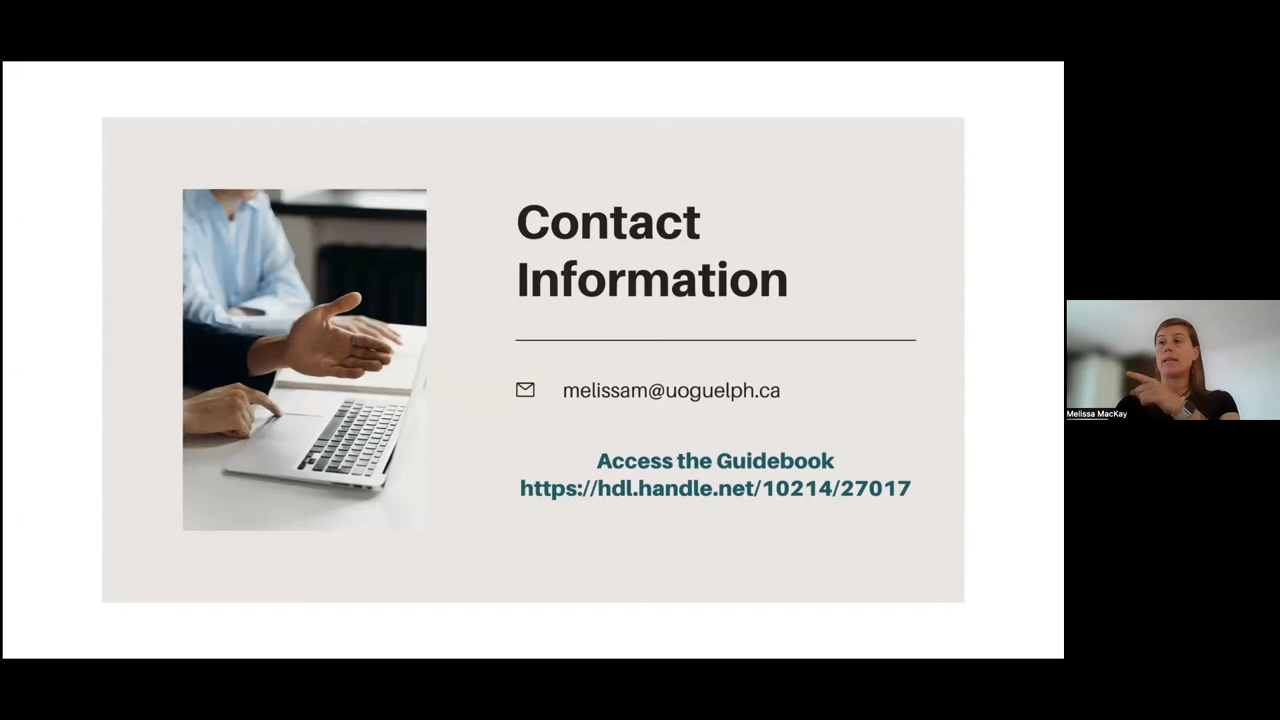 Contact
Information
melissam@uoguelph.ca
Access the Guidebook
https://hdl.handle.net/10214/27017
Melissa MacKay